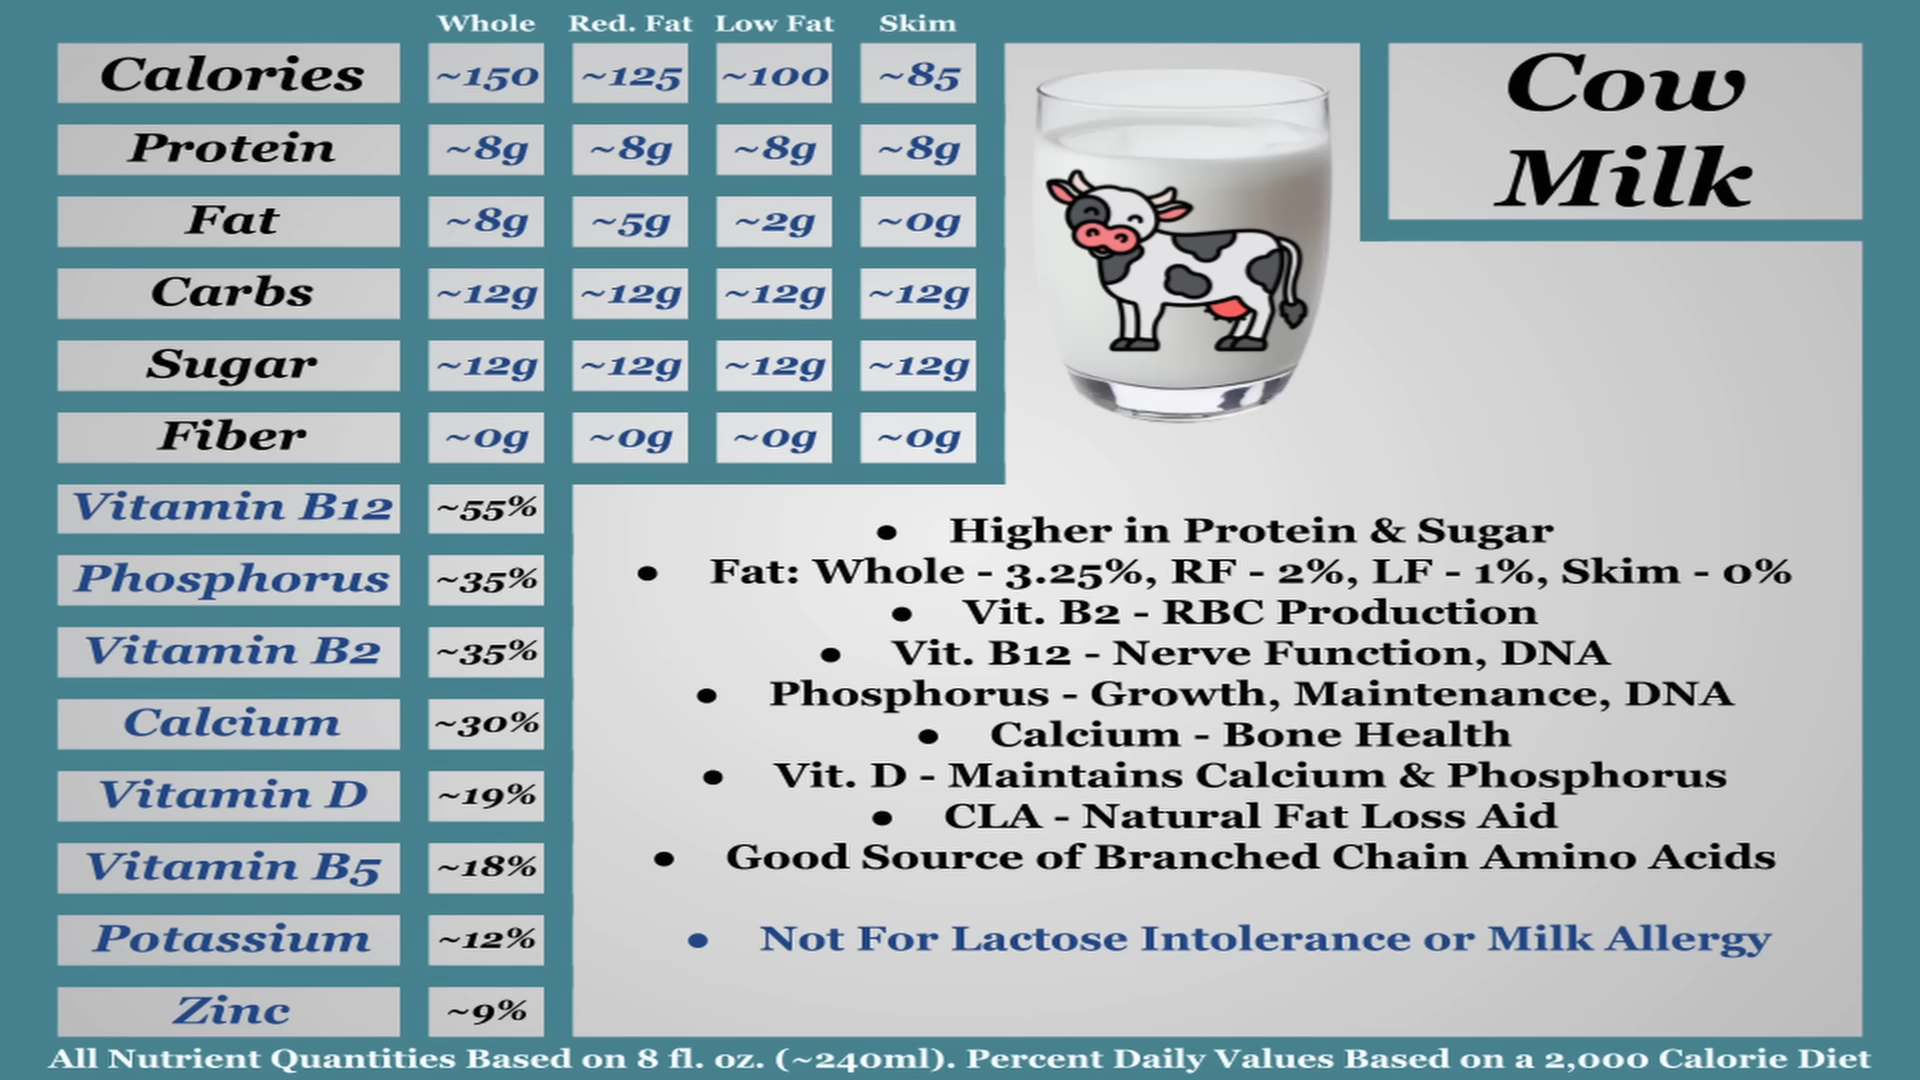 Whole Red. Fat Low Fat Skim
Calories ~150 ~125 ~100 ~85
Protein ~8g ~8g ~8g ~8g
Fat ~8g ~5g ~2g ~0g
Carbs ~12g ~12g ~12g ~12g
Sugar ~12g ~12g ~12g ~12g
Fiber ~0g ~0g ~0g ~0g
Vitamin B12 ~55%
Phosphorus ~35%
Vitamin B2 ~35%
Calcium ~30%
Vitamin D ~19%
Vitamin B5 ~18%
Potassium ~12%
Zinc ~9%
Cow
Milk
● Higher in Protein & Sugar
● Fat: Whole - 3.25%, RF - 2%, LF - 1%, Skim - 0%
● Vit. B2 - RBC Production
● Vit. B12 - Nerve Function, DNA
● Phosphorus - Growth, Maintenance, DNA
● Calcium - Bone Health
● Vit. D - Maintains Calcium & Phosphorus
● CLA - Natural Fat Loss Aid
● Good Source of Branched Chain Amino Acids
● Not For Lactose Intolerance or Milk Allergy
All Nutrient Quantities Based on 8 fl. oz. (~240ml). Percent Daily Values Based on a 2,000 Calorie Diet